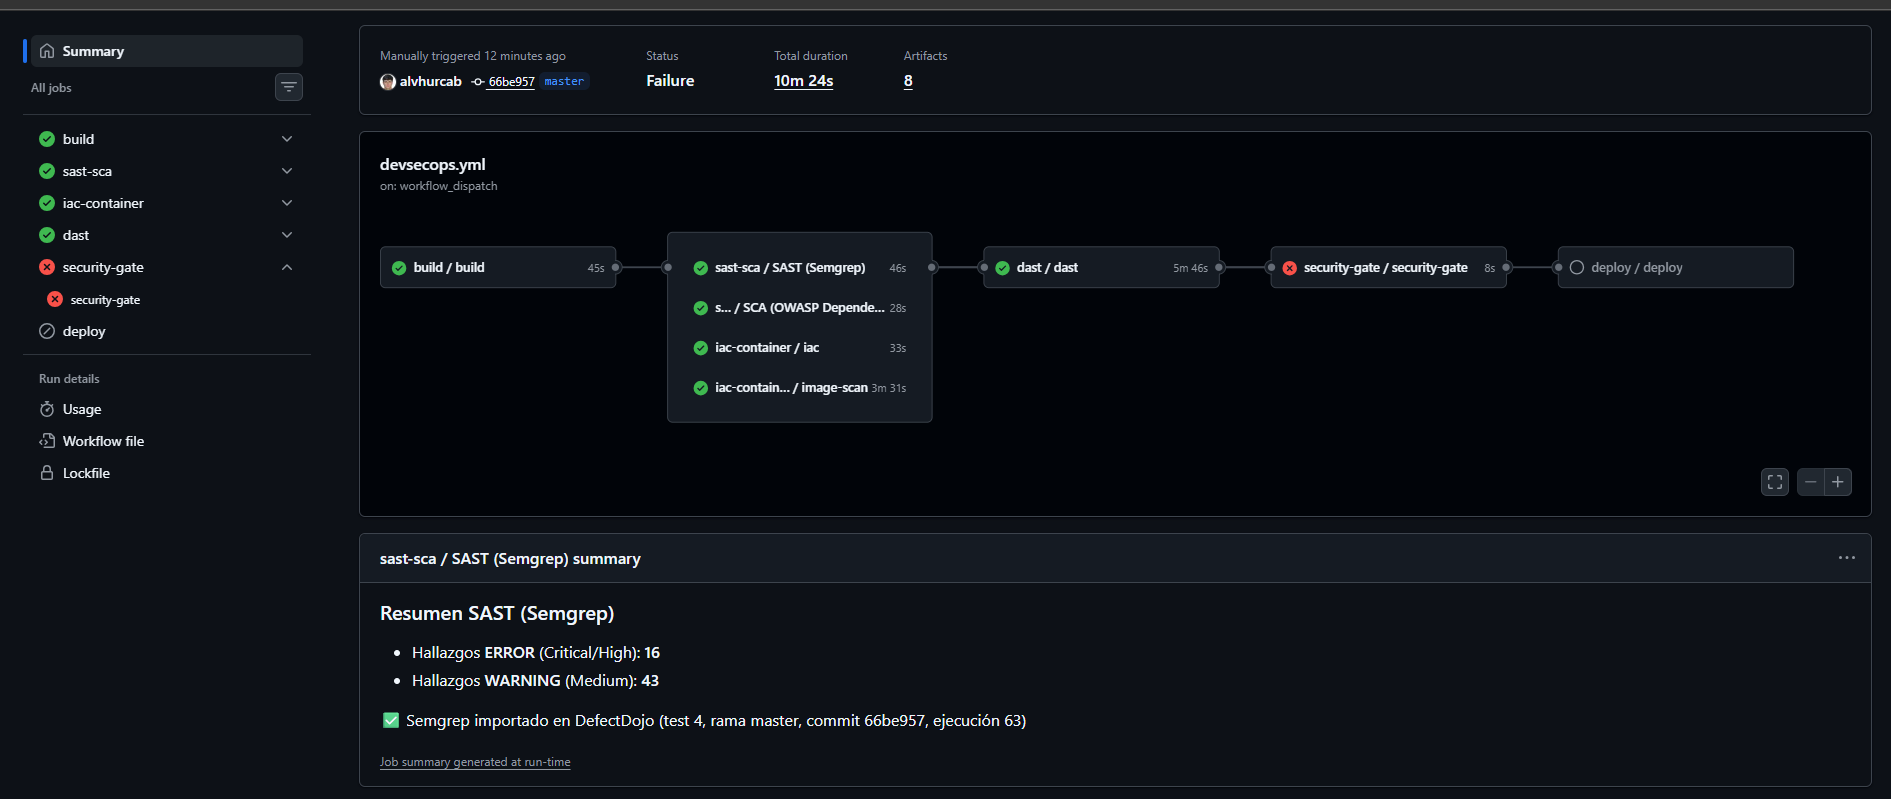 Summary
All jobs
build
sast-sca
iac-container
dast
security-gate
security-gate
deploy
Run details
Usage
Workflow file
Lockfile
Manually triggered 12 minutes ago
alvhurcab 66be957 master
Status
Failure
Total duration
10m 24s
Artifacts
8
devsecops.yml
on: workflow_dispatch
build / build 45s
sast-sca / SAST (Semgrep) 46s
s... / SCA (OWASP Depende... 28s
iac-container / iac 33s
iac-contain... / image-scan 3m 31s
dast / dast 5m 46s
security-gate / security-gate 8s
deploy / deploy
sast-sca / SAST (Semgrep) summary
Resumen SAST (Semgrep)
Hallazgos ERROR (Critical/High): 16
Hallazgos WARNING (Medium): 43
Semgrep importado en DefectDojo (test 4, rama master, commit 66be957, ejecución 63)
Job summary generated at run-time